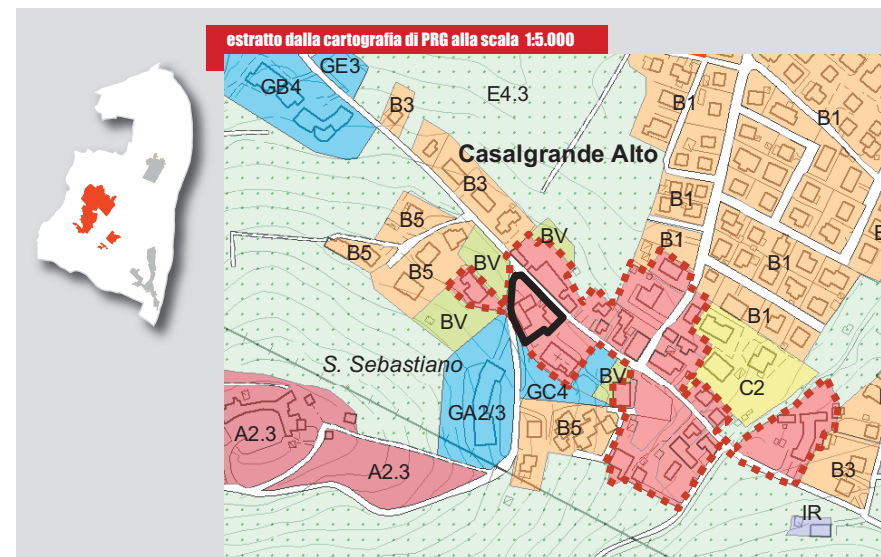 estratto dalla cartografia di PRG alla scala 1:5.000
GE3
GB4
B3
E4.3
B1
B1
Casalgrande Alto
B3
B1
B5
B5
B5
BV
BV
B1
B1
BV
B1
S. Sebastiano
GC4
BV
C2
GA2/3
B5
A2.3
A2.3
B3
IR